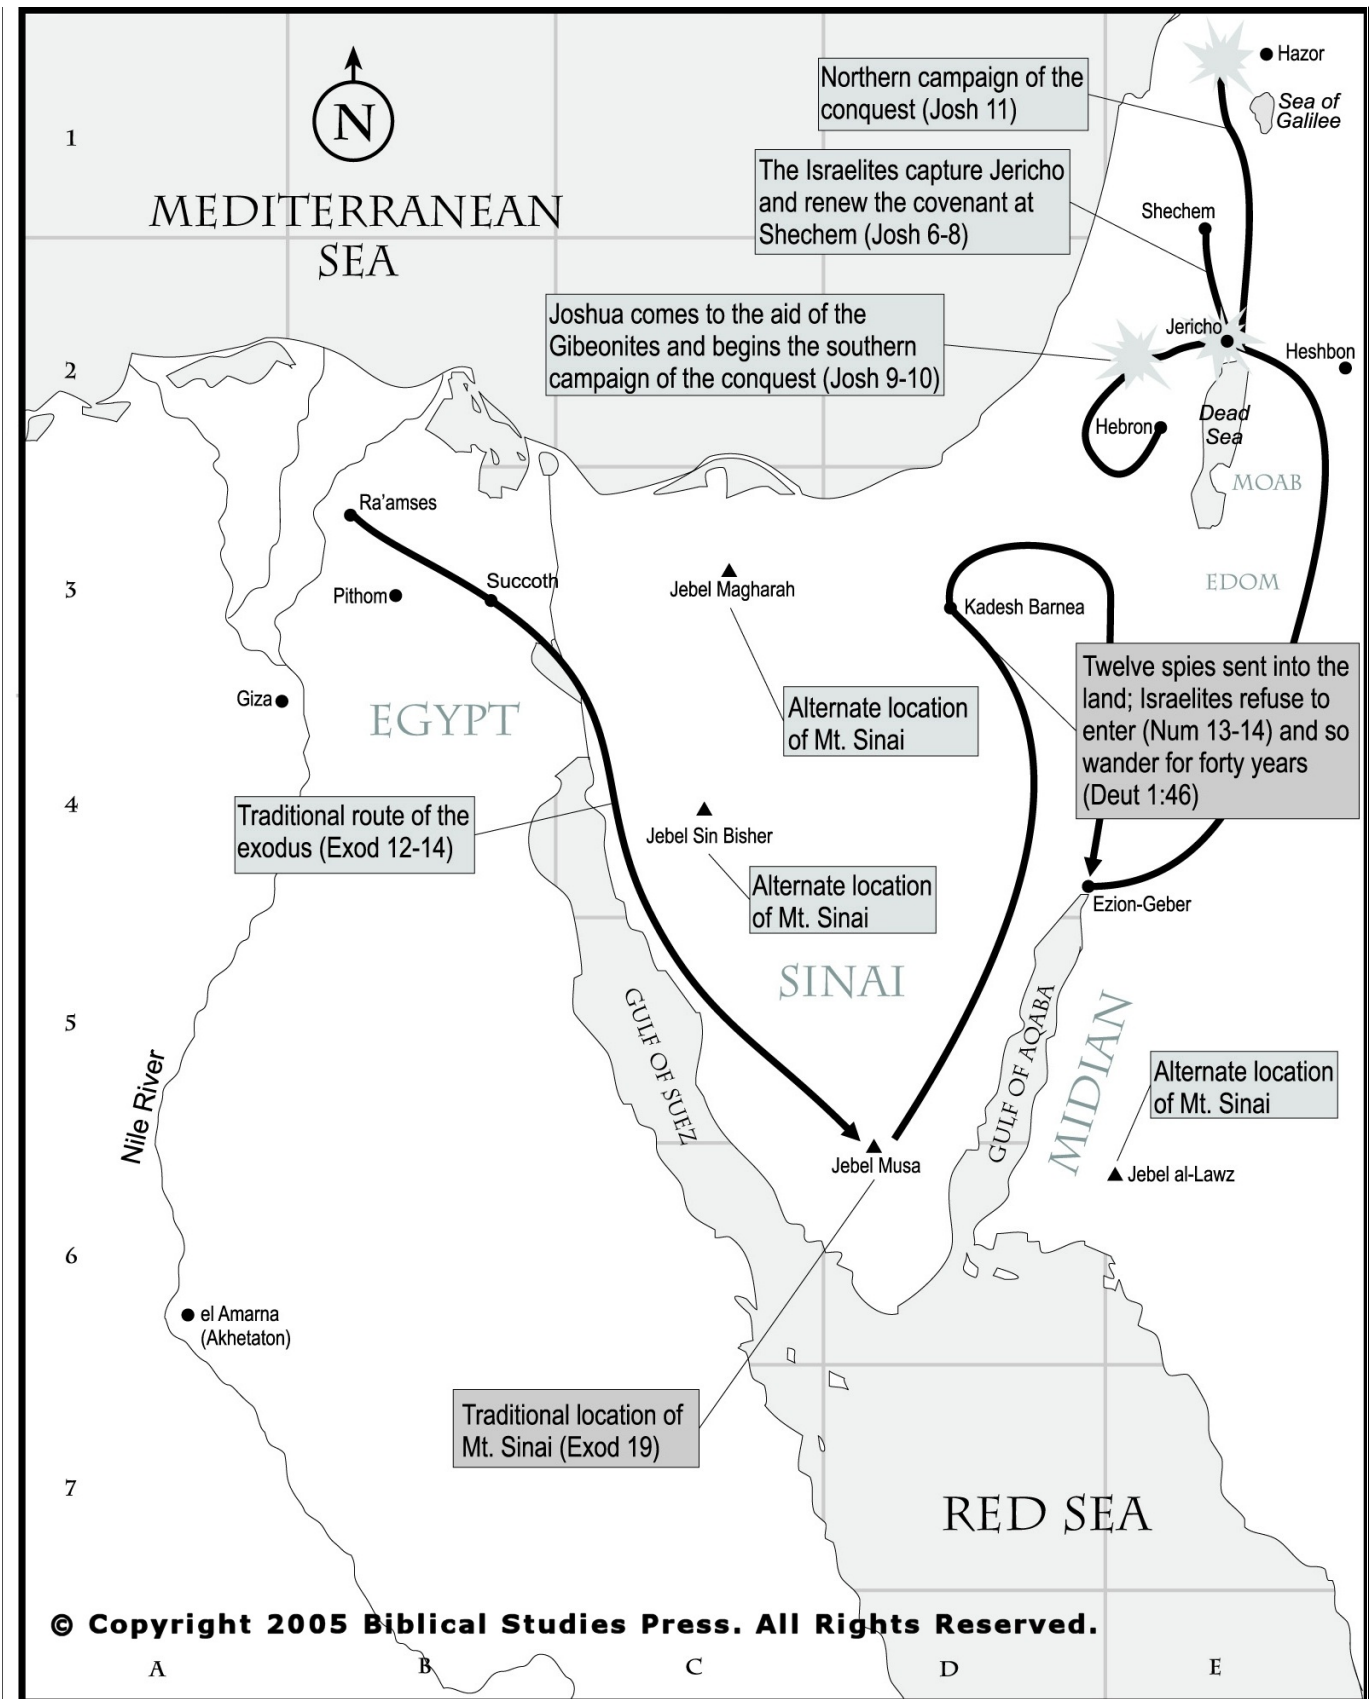 Hazor
Northern campaign of the
conquest (Josh 11)
Sea of
Galilee
N
1
The Israelites capture Jericho
and renew the covenant at
Shechem (Josh 6-8)
MEDITERRANEAN
SEA
Shechem
Joshua comes to the aid of the
Gibeonites and begins the southern
campaign of the conquest (Josh 9-10)
Jericho
Heshbon
2
Dead
Sea
Hebron
MOAB
Ra'amses
Succoth
3
Pithom
Jebel Magharah
Kadesh Barnea
EDOM
Twelve spies sent into the
land; Israelites refuse to
enter (Num 13-14) and so
wander for forty years
(Deut 1:46)
Giza
EGYPT
Alternate location
of Mt. Sinai
4
Traditional route of the
exodus (Exod 12-14)
Jebel Sin Bisher
Alternate location
of Mt. Sinai
Ezion-Geber
SINAI
5
GULF OF SUEZ
GULF OF AQABA
MIDIAN
Nile River
Alternate location
of Mt. Sinai
Jebel Musa
Jebel al-Lawz
6
el Amarna
(Akhetaton)
Traditional location of
Mt. Sinai (Exod 19)
7
RED SEA
© Copyright 2005 Biblical Studies Press. All Rights Reserved.
A
B
C
D
E